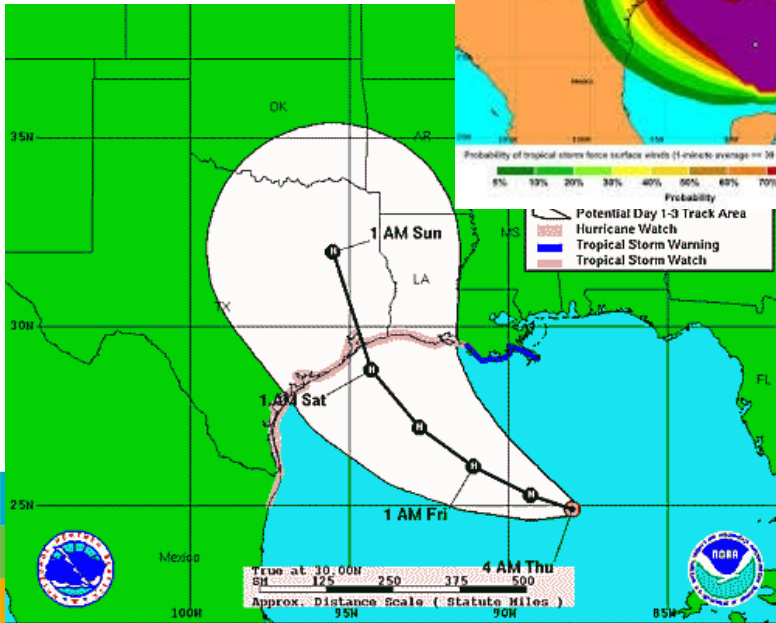 Mexico
Probability of tropical storm force surface winds (1-minute average >= 39
5% 10% 20% 30% 40% 50% 60% 70%
Probability
Potential Day 1-3 Track Area
Hurricane Watch
Tropical Storm Warning
Tropical Storm Watch
OK
35N
AR
1 AM Sun
MS
LA
TX
30N
FL
1 AM Sat
25N
1 AM Fri
4 AM Thu
Mexico
NOAA
True at 30.00N
SM 125 250 375 500
Approx. Distance Scale ( Statute Miles )
100W 95W 90W 85W